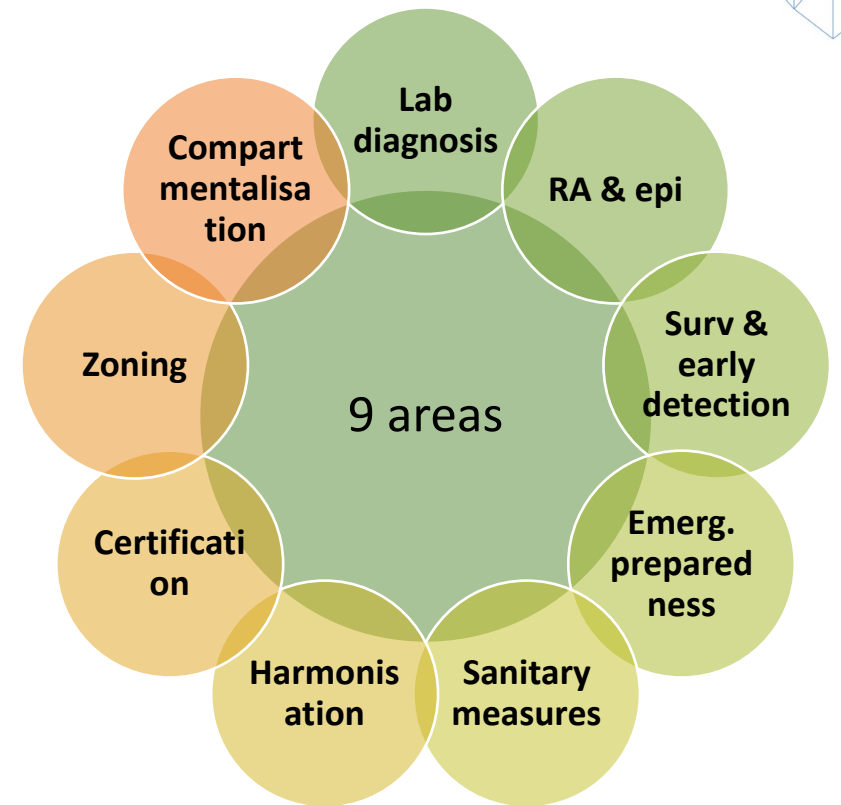 Lab
diagnosis
RA & epi
Surv &
early
detection
Emerg.
prepared
ness
Sanitary
measures
Harmonis
ation
Certificati
on
Zoning
Compart
mentalisa
tion
9 areas